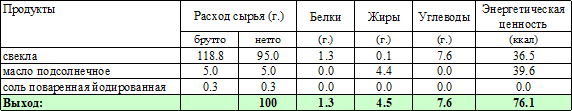 Продукты Расход сырья (г.) Белки Жиры Углеводы Энергетическая ценность
брутто нетто (г.) (г.) (г.) (ккал)
свекла 118.8 95.0 1.3 0.1 7.6 36.5
масло подсолнечное 5.0 5.0 0.0 4.4 0.0 39.6
соль поваренная йодированная 0.3 0.3 0.0 0.0 0.0 0.0
Выход: 100 1.3 4.5 7.6 76.1